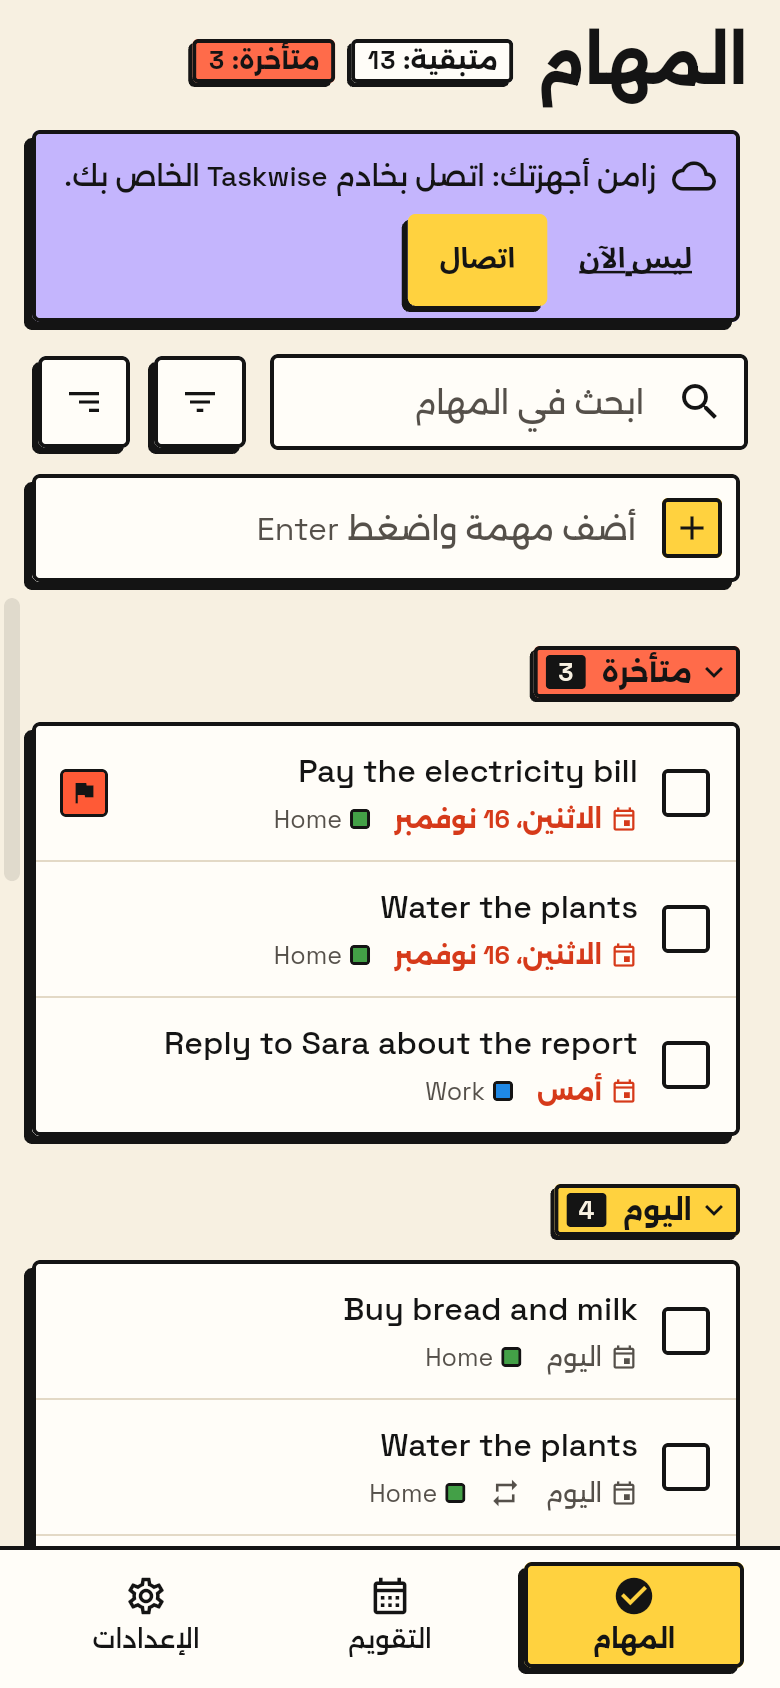 المهام
متبقية: 13
متأخرة: 3
زامن أجهزتك: اتصل بخادم Taskwise الخاص بك.
ليس الآن
اتصال
ابحث في المهام
أضف مهمة واضغط Enter
متأخرة 3
Pay the electricity bill
الاثنين، 16 نوفمبر Home
Water the plants
الاثنين، 16 نوفمبر Home
Reply to Sara about the report
أمس Work
اليوم 4
Buy bread and milk
اليوم Home
Water the plants
اليوم Home
المهام
التقويم
الإعدادات